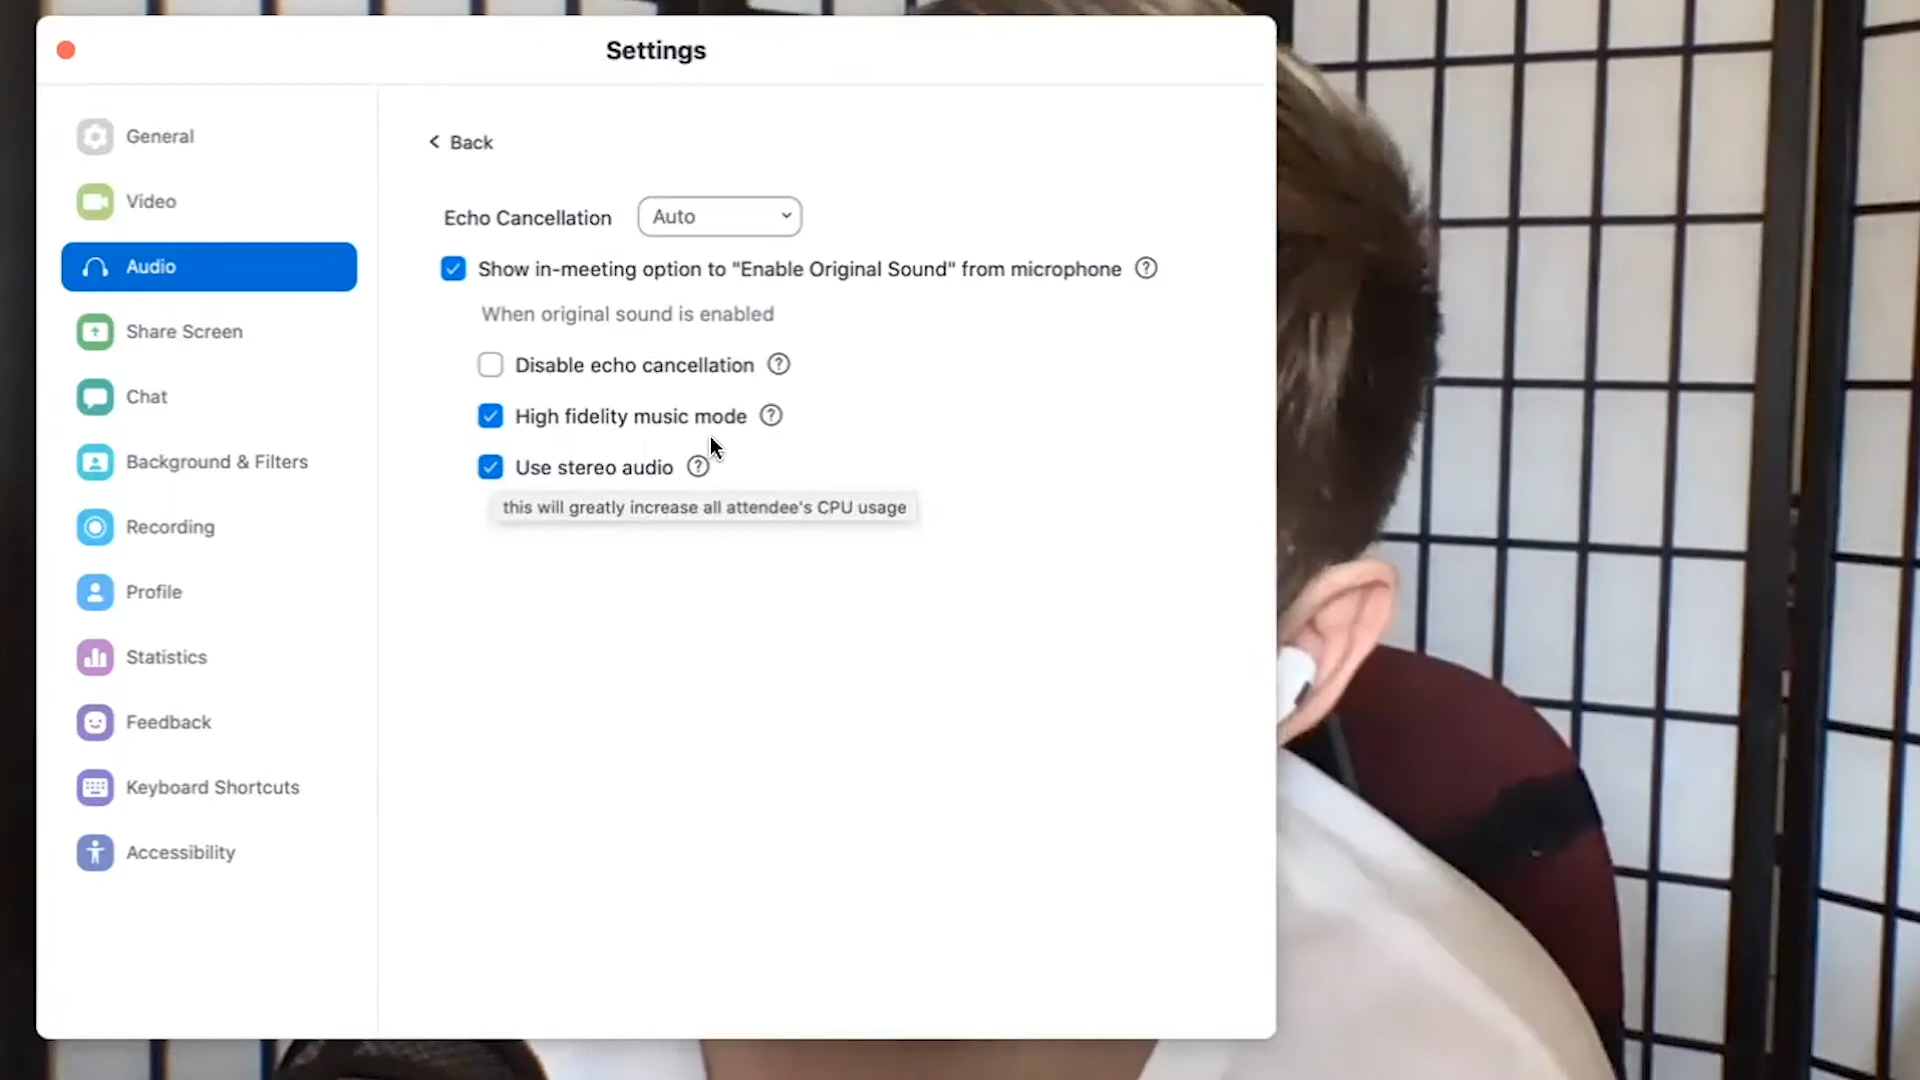 Settings
General
Video
Audio
Share Screen
Chat
Background & Filters
Recording
Profile
Statistics
Feedback
Keyboard Shortcuts
Accessibility
< Back
Echo Cancellation Auto
Show in-meeting option to "Enable Original Sound" from microphone ?
When original sound is enabled
Disable echo cancellation ?
High fidelity music mode ?
Use stereo audio ?
this will greatly increase all attendee's CPU usage